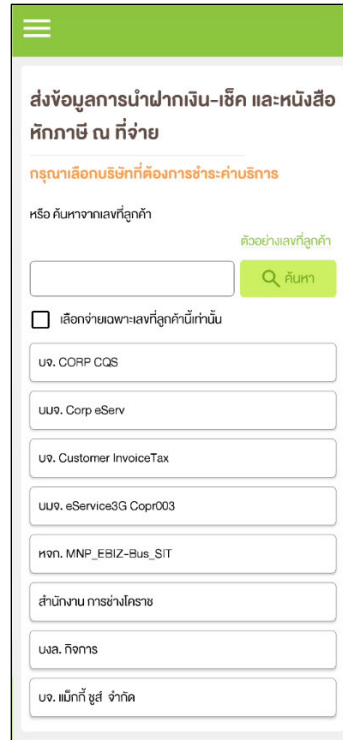 ส่งข้อมูลการนำฝากเงิน-เช็ค และหนังสือ
หักภาษี ณ ที่จ่าย
กรุณาเลือกบริษัทที่ต้องการชำระค่าบริการ
หรือ ค้นหาจากเลขที่ลูกค้า
ตัวอย่างเลขที่ลูกค้า
ค้นหา
เลือกจ่ายเฉพาะเลขที่ลูกค้านี้เท่านั้น
บจ. CORP CQS
บมจ. Corp eServ
บจ. Customer InvoiceTax
บมจ. eService3G Copr003
หจก. MNP_EBIZ-Bus_SIT
สำนักงาน การช่างโคราช
บงล. กิจการ
บจ. แม็กกี้ ชูส์ จำกัด